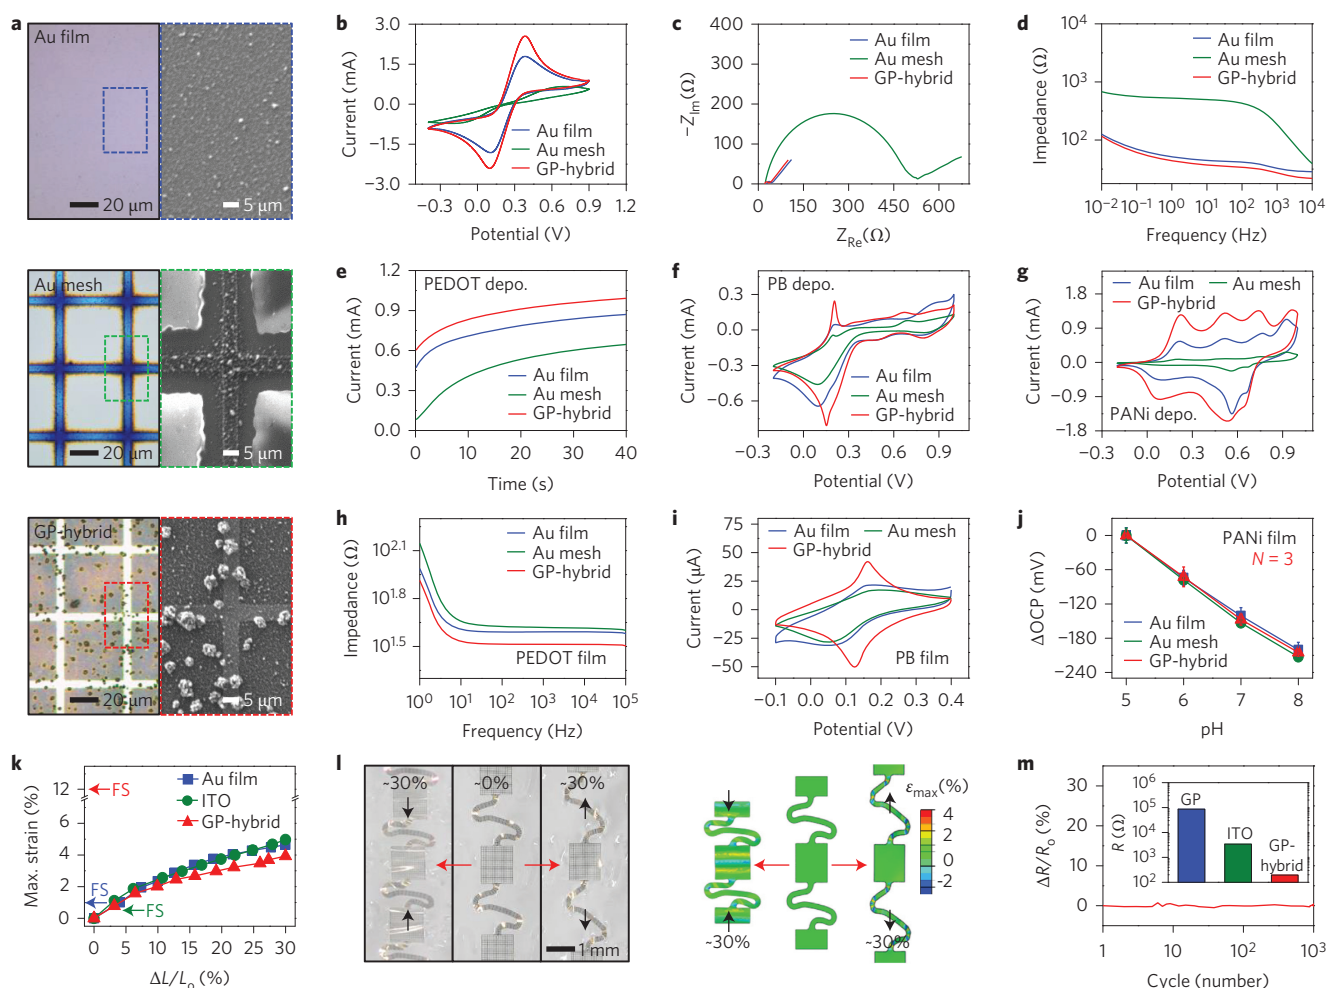 a
Au film
20 µm
5 µm
Au mesh
20 µm
5 µm
GP-hybrid
20 µm
5 µm
b
Current (mA)
3.0
1.5
0.0
−1.5
−3.0
Au film
Au mesh
GP-hybrid
−0.3 0.0 0.3 0.6 0.9 1.2
Potential (V)
c
−Z_Im (Ω)
400
300
200
100
0
Au film
Au mesh
GP-hybrid
0 150 300 450 600
Z_Re (Ω)
d
Impedance (Ω)
10^4
10^3
10^2
Au film
Au mesh
GP-hybrid
10^−2 10^−1 10^0 10^1 10^2 10^3 10^4
Frequency (Hz)
e
Current (mA)
1.2
0.9
0.6
0.3
0.0
PEDOT depo.
Au film
Au mesh
GP-hybrid
0 10 20 30 40
Time (s)
f
Current (mA)
0.3
0.0
−0.3
−0.6
PB depo.
Au film
Au mesh
GP-hybrid
−0.3 0.0 0.3 0.6 0.9
Potential (V)
g
Current (mA)
1.8
0.9
0.0
−0.9
−1.8
Au film Au mesh
GP-hybrid
PANi depo.
−0.3 0.0 0.3 0.6 0.9
Potential (V)
h
Impedance (Ω)
10^2.1
10^1.8
10^1.5
Au film
Au mesh
GP-hybrid
PEDOT film
10^0 10^1 10^2 10^3 10^4 10^5
Frequency (Hz)
i
Current (µA)
75
50
25
0
−25
−50
Au film Au mesh
GP-hybrid
PB film
−0.1 0.0 0.1 0.2 0.3 0.4
Potential (V)
j
ΔOCP (mV)
0
−60
−120
−180
−240
PANi film
N = 3
Au film
Au mesh
GP-hybrid
5 6 7 8
pH
k
Max. strain (%)
12
6
4
2
0
FS
FS
FS
Au film
ITO
GP-hybrid
0 5 10 15 20 25 30
ΔL/L_o (%)
l
~30% ~0% ~30%
1 mm
~30%
~30%
ε_max (%)
4
2
0
−2
m
ΔR/R_o (%)
30
20
10
0
R (Ω)
10^6
10^5
10^4
10^3
10^2
GP
ITO
GP-
hybrid
1 10^1 10^2 10^3
Cycle (number)